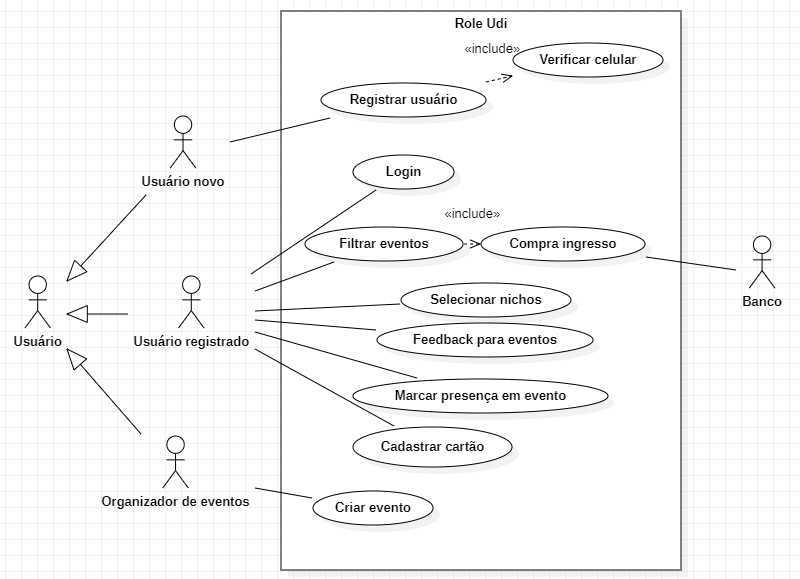 Role Udi
«include»
Verificar celular
Registrar usuário
Usuário novo
Login
«include»
Filtrar eventos
Compra ingresso
Banco
Selecionar nichos
Usuário
Usuário registrado
Feedback para eventos
Marcar presença em evento
Cadastrar cartão
Organizador de eventos
Criar evento